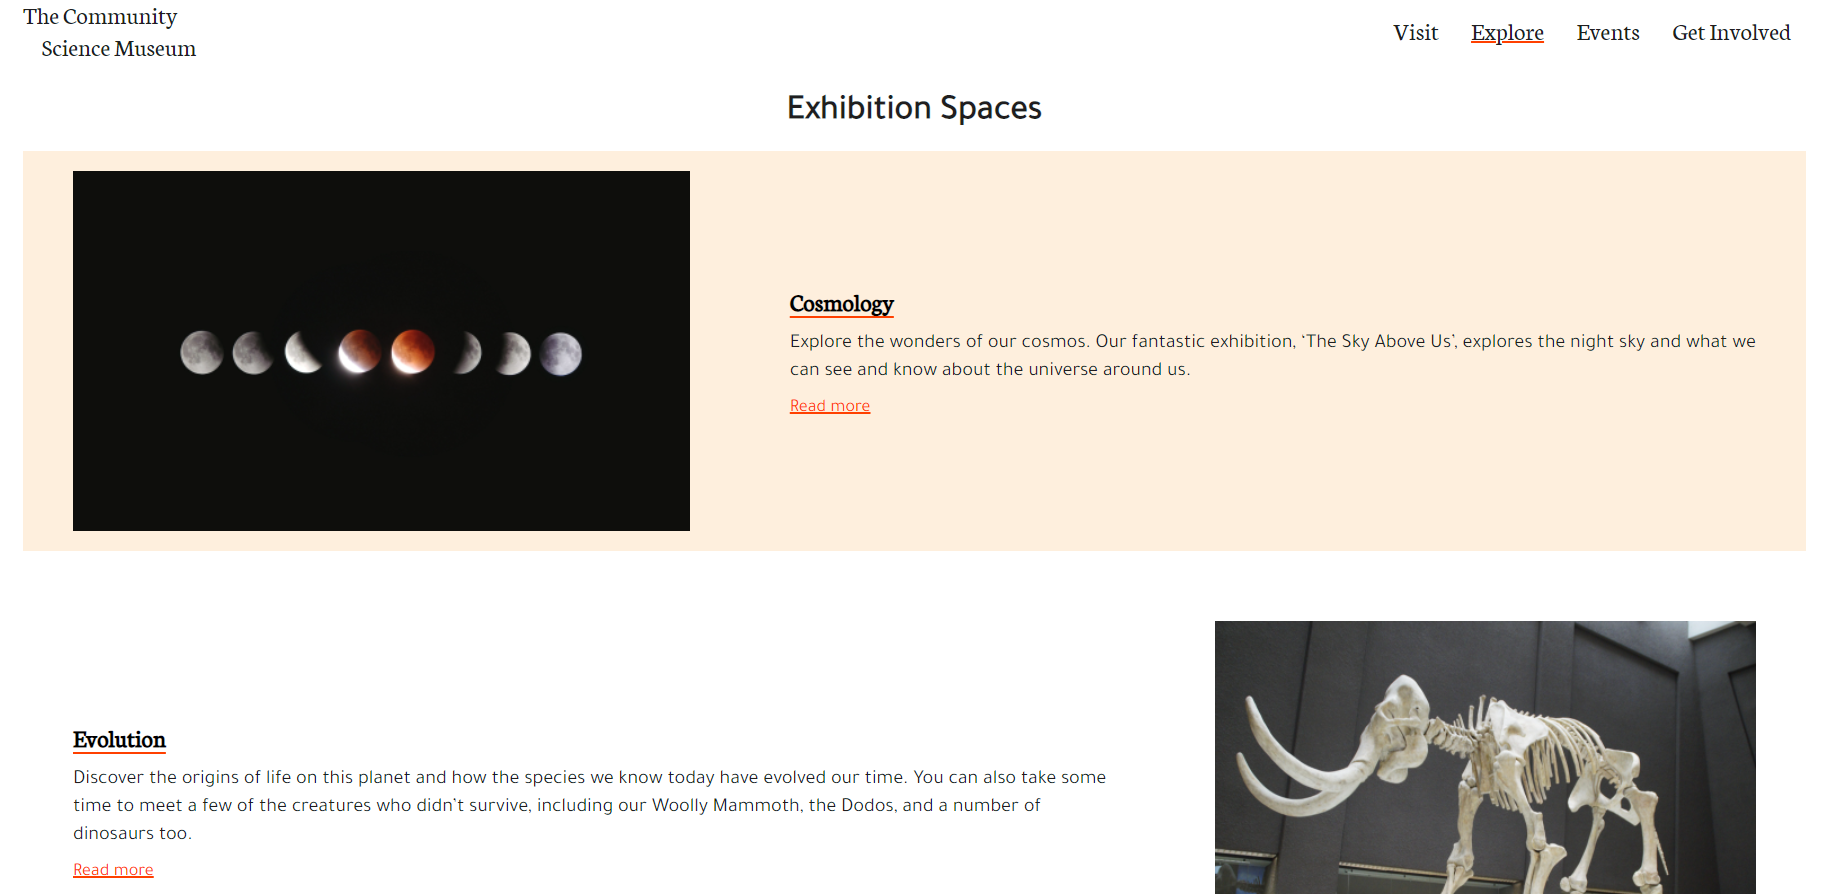 The Community
Science Museum
Visit Explore Events Get Involved
Exhibition Spaces
Cosmology
Explore the wonders of our cosmos. Our fantastic exhibition, ‘The Sky Above Us’, explores the night sky and what we
can see and know about the universe around us.
Read more
Evolution
Discover the origins of life on this planet and how the species we know today have evolved our time. You can also take some
time to meet a few of the creatures who didn’t survive, including our Woolly Mammoth, the Dodos, and a number of
dinosaurs too.
Read more